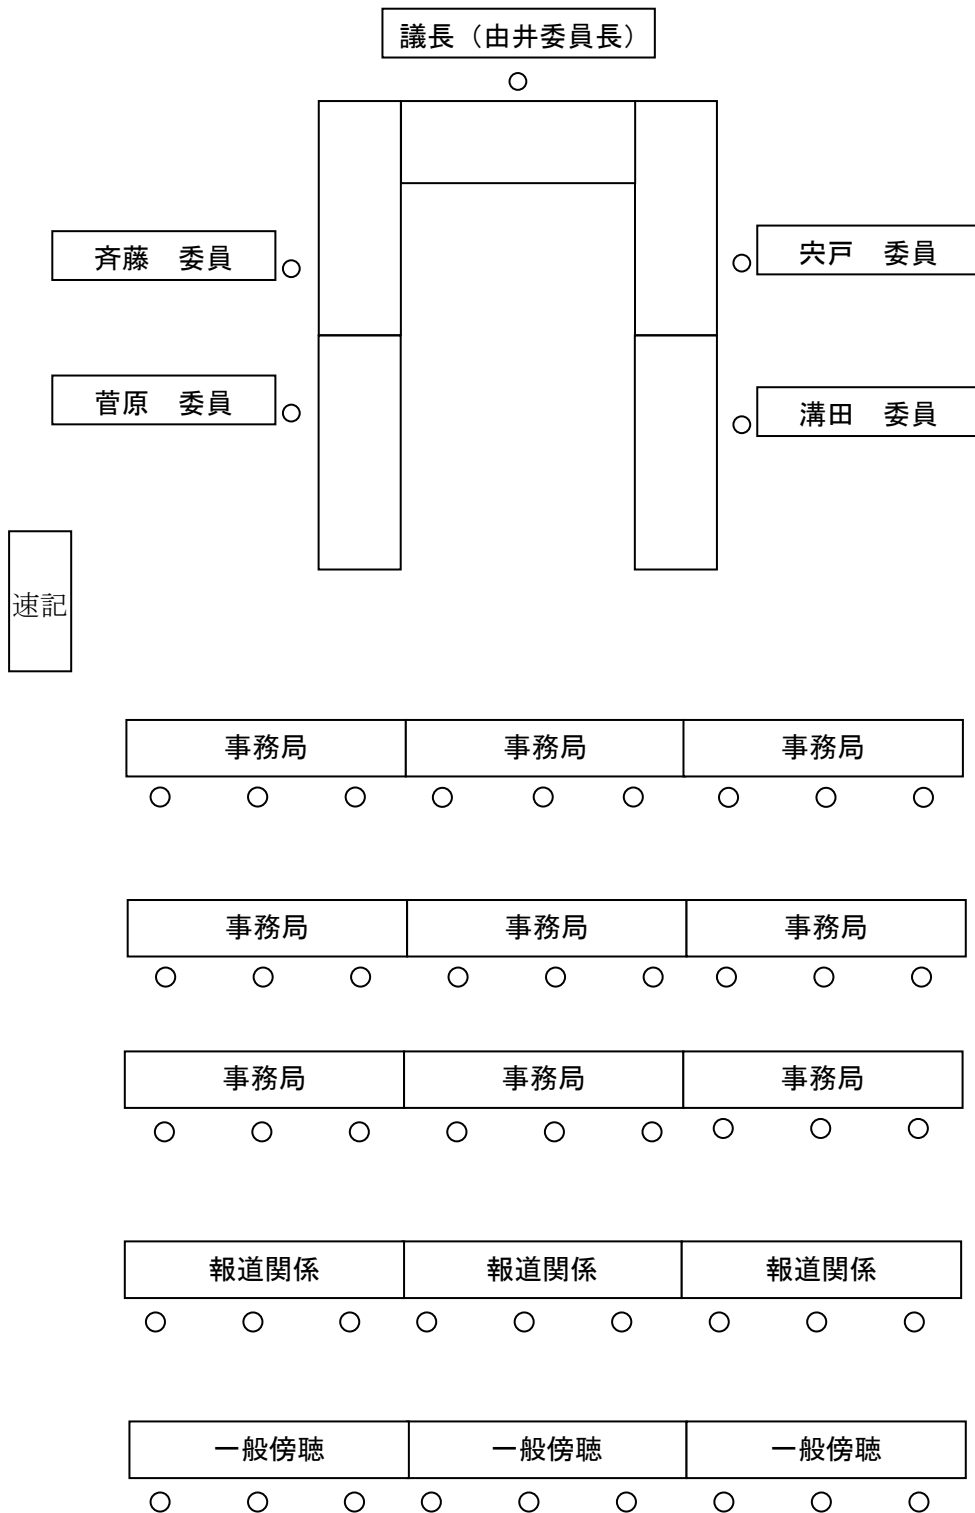 議長（由井委員長）
斉藤　委員
宍戸　委員
菅原　委員
溝田　委員
速記
事務局
事務局
事務局
事務局
事務局
事務局
事務局
事務局
事務局
報道関係
報道関係
報道関係
一般傍聴
一般傍聴
一般傍聴